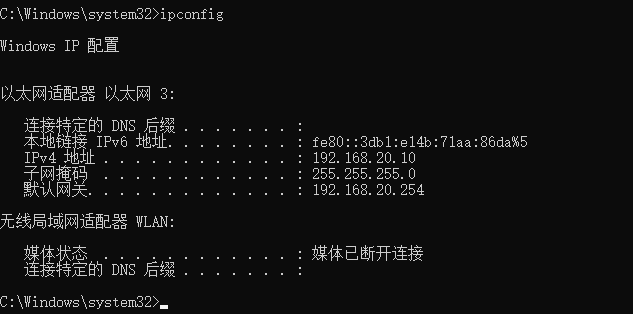 C:\Windows\system32>ipconfig
Windows IP 配置
以太网适配器 以太网 3:
连接特定的 DNS 后缀 . . . . . . . :
本地链接 IPv6 地址. . . . . . . . : fe80::3db1:e14b:71aa:86da%5
IPv4 地址 . . . . . . . . . . . . : 192.168.20.10
子网掩码 . . . . . . . . . . . . : 255.255.255.0
默认网关. . . . . . . . . . . . . : 192.168.20.254
无线局域网适配器 WLAN:
媒体状态 . . . . . . . . . . . . : 媒体已断开连接
连接特定的 DNS 后缀 . . . . . . . :
C:\Windows\system32>